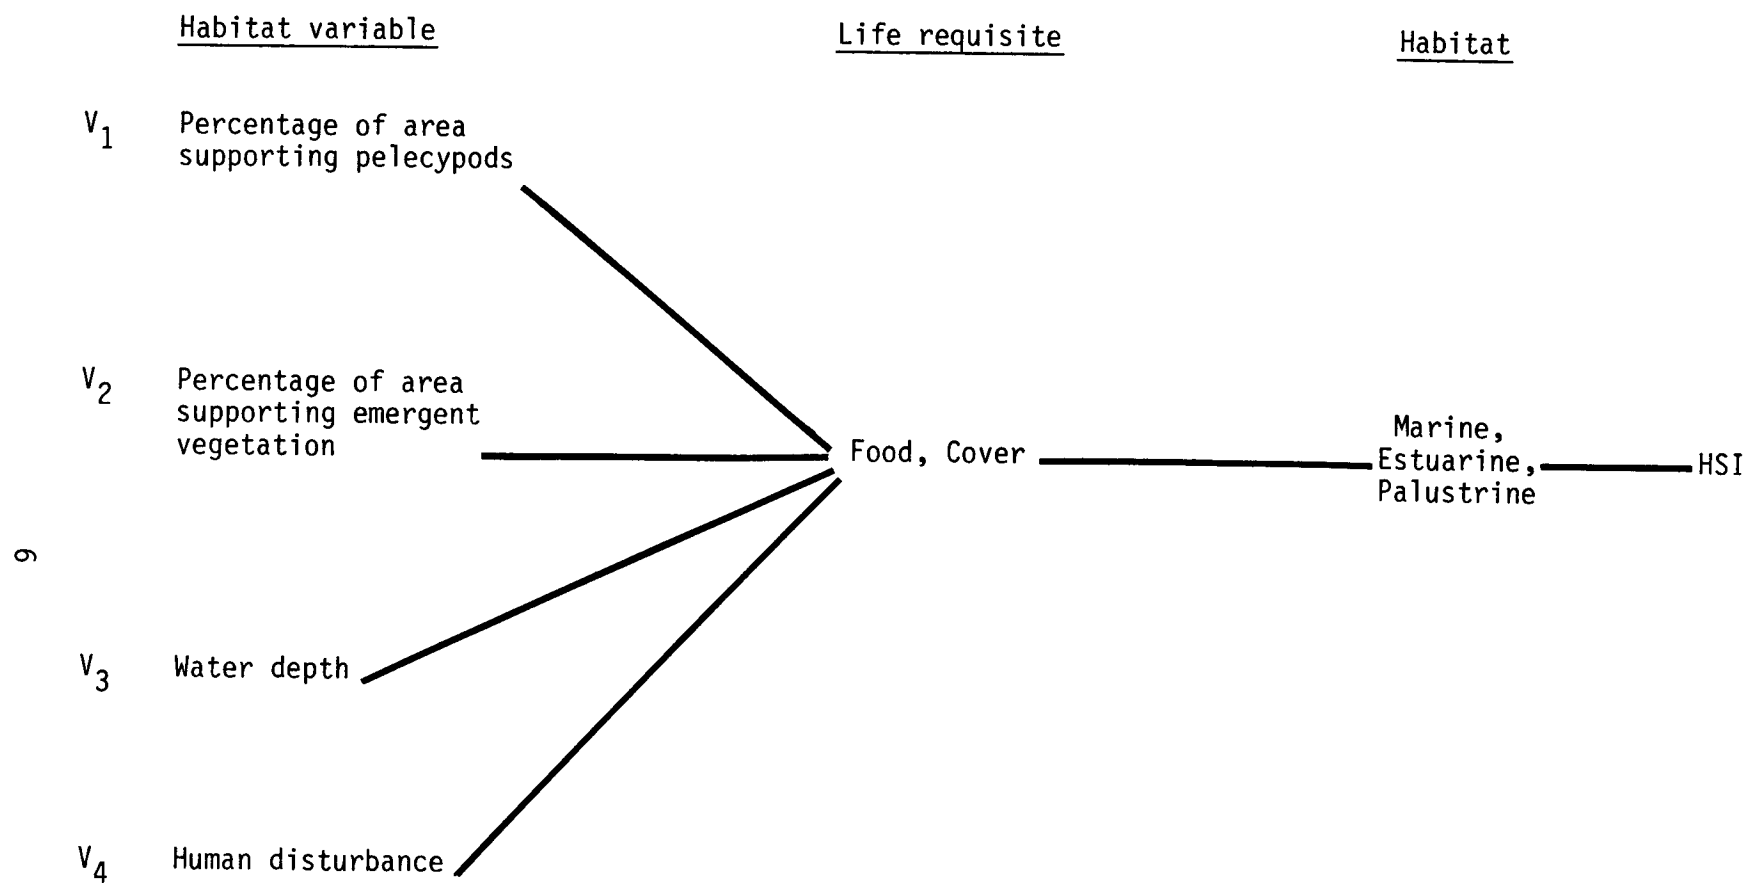 Habitat variable
Life requisite
Habitat
V1 Percentage of area
supporting pelecypods
V2 Percentage of area
supporting emergent
vegetation
Food, Cover
Marine,
Estuarine,
Palustrine
HSI
V3 Water depth
V4 Human disturbance
9